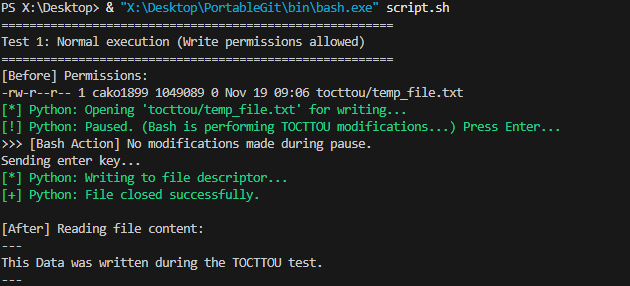 PS X:\Desktop> & "X:\Desktop\PortableGit\bin\bash.exe" script.sh
========================================================
Test 1: Normal execution (Write permissions allowed)
========================================================
[Before] Permissions:
-rw-r--r-- 1 cako1899 1049089 0 Nov 19 09:06 tocttou/temp_file.txt
[*] Python: Opening 'tocttou/temp_file.txt' for writing...
[!] Python: Paused. (Bash is performing TOCTTOU modifications...) Press Enter...
>>> [Bash Action] No modifications made during pause.
Sending enter key...
[*] Python: Writing to file descriptor...
[+] Python: File closed successfully.
[After] Reading file content:
---
This Data was written during the TOCTTOU test.
---